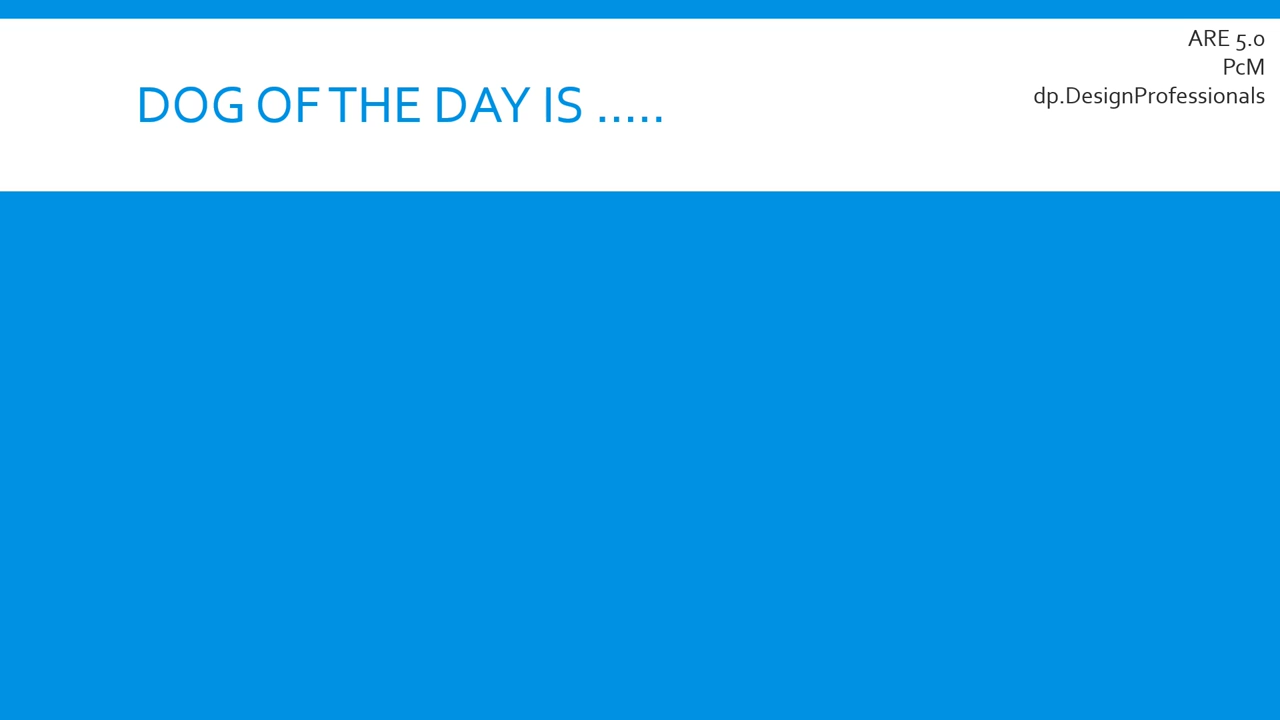 ARE 5.0
PcM
dp.DesignProfessionals
DOG OF THE DAY IS .....